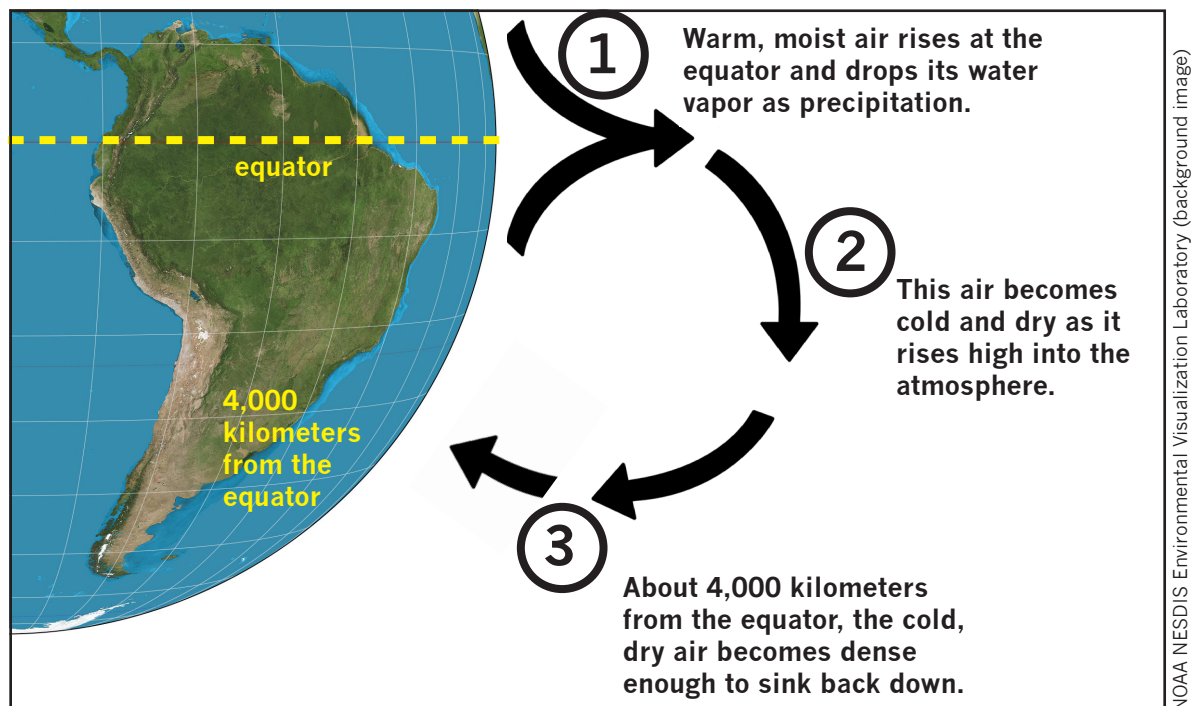 1
Warm, moist air rises at the
equator and drops its water
vapor as precipitation.
equator
2
This air becomes
cold and dry as it
rises high into the
atmosphere.
4,000
kilometers
from the
equator
3
About 4,000 kilometers
from the equator, the cold,
dry air becomes dense
enough to sink back down.
NOAA NESDIS Environmental Visualization Laboratory (background image)